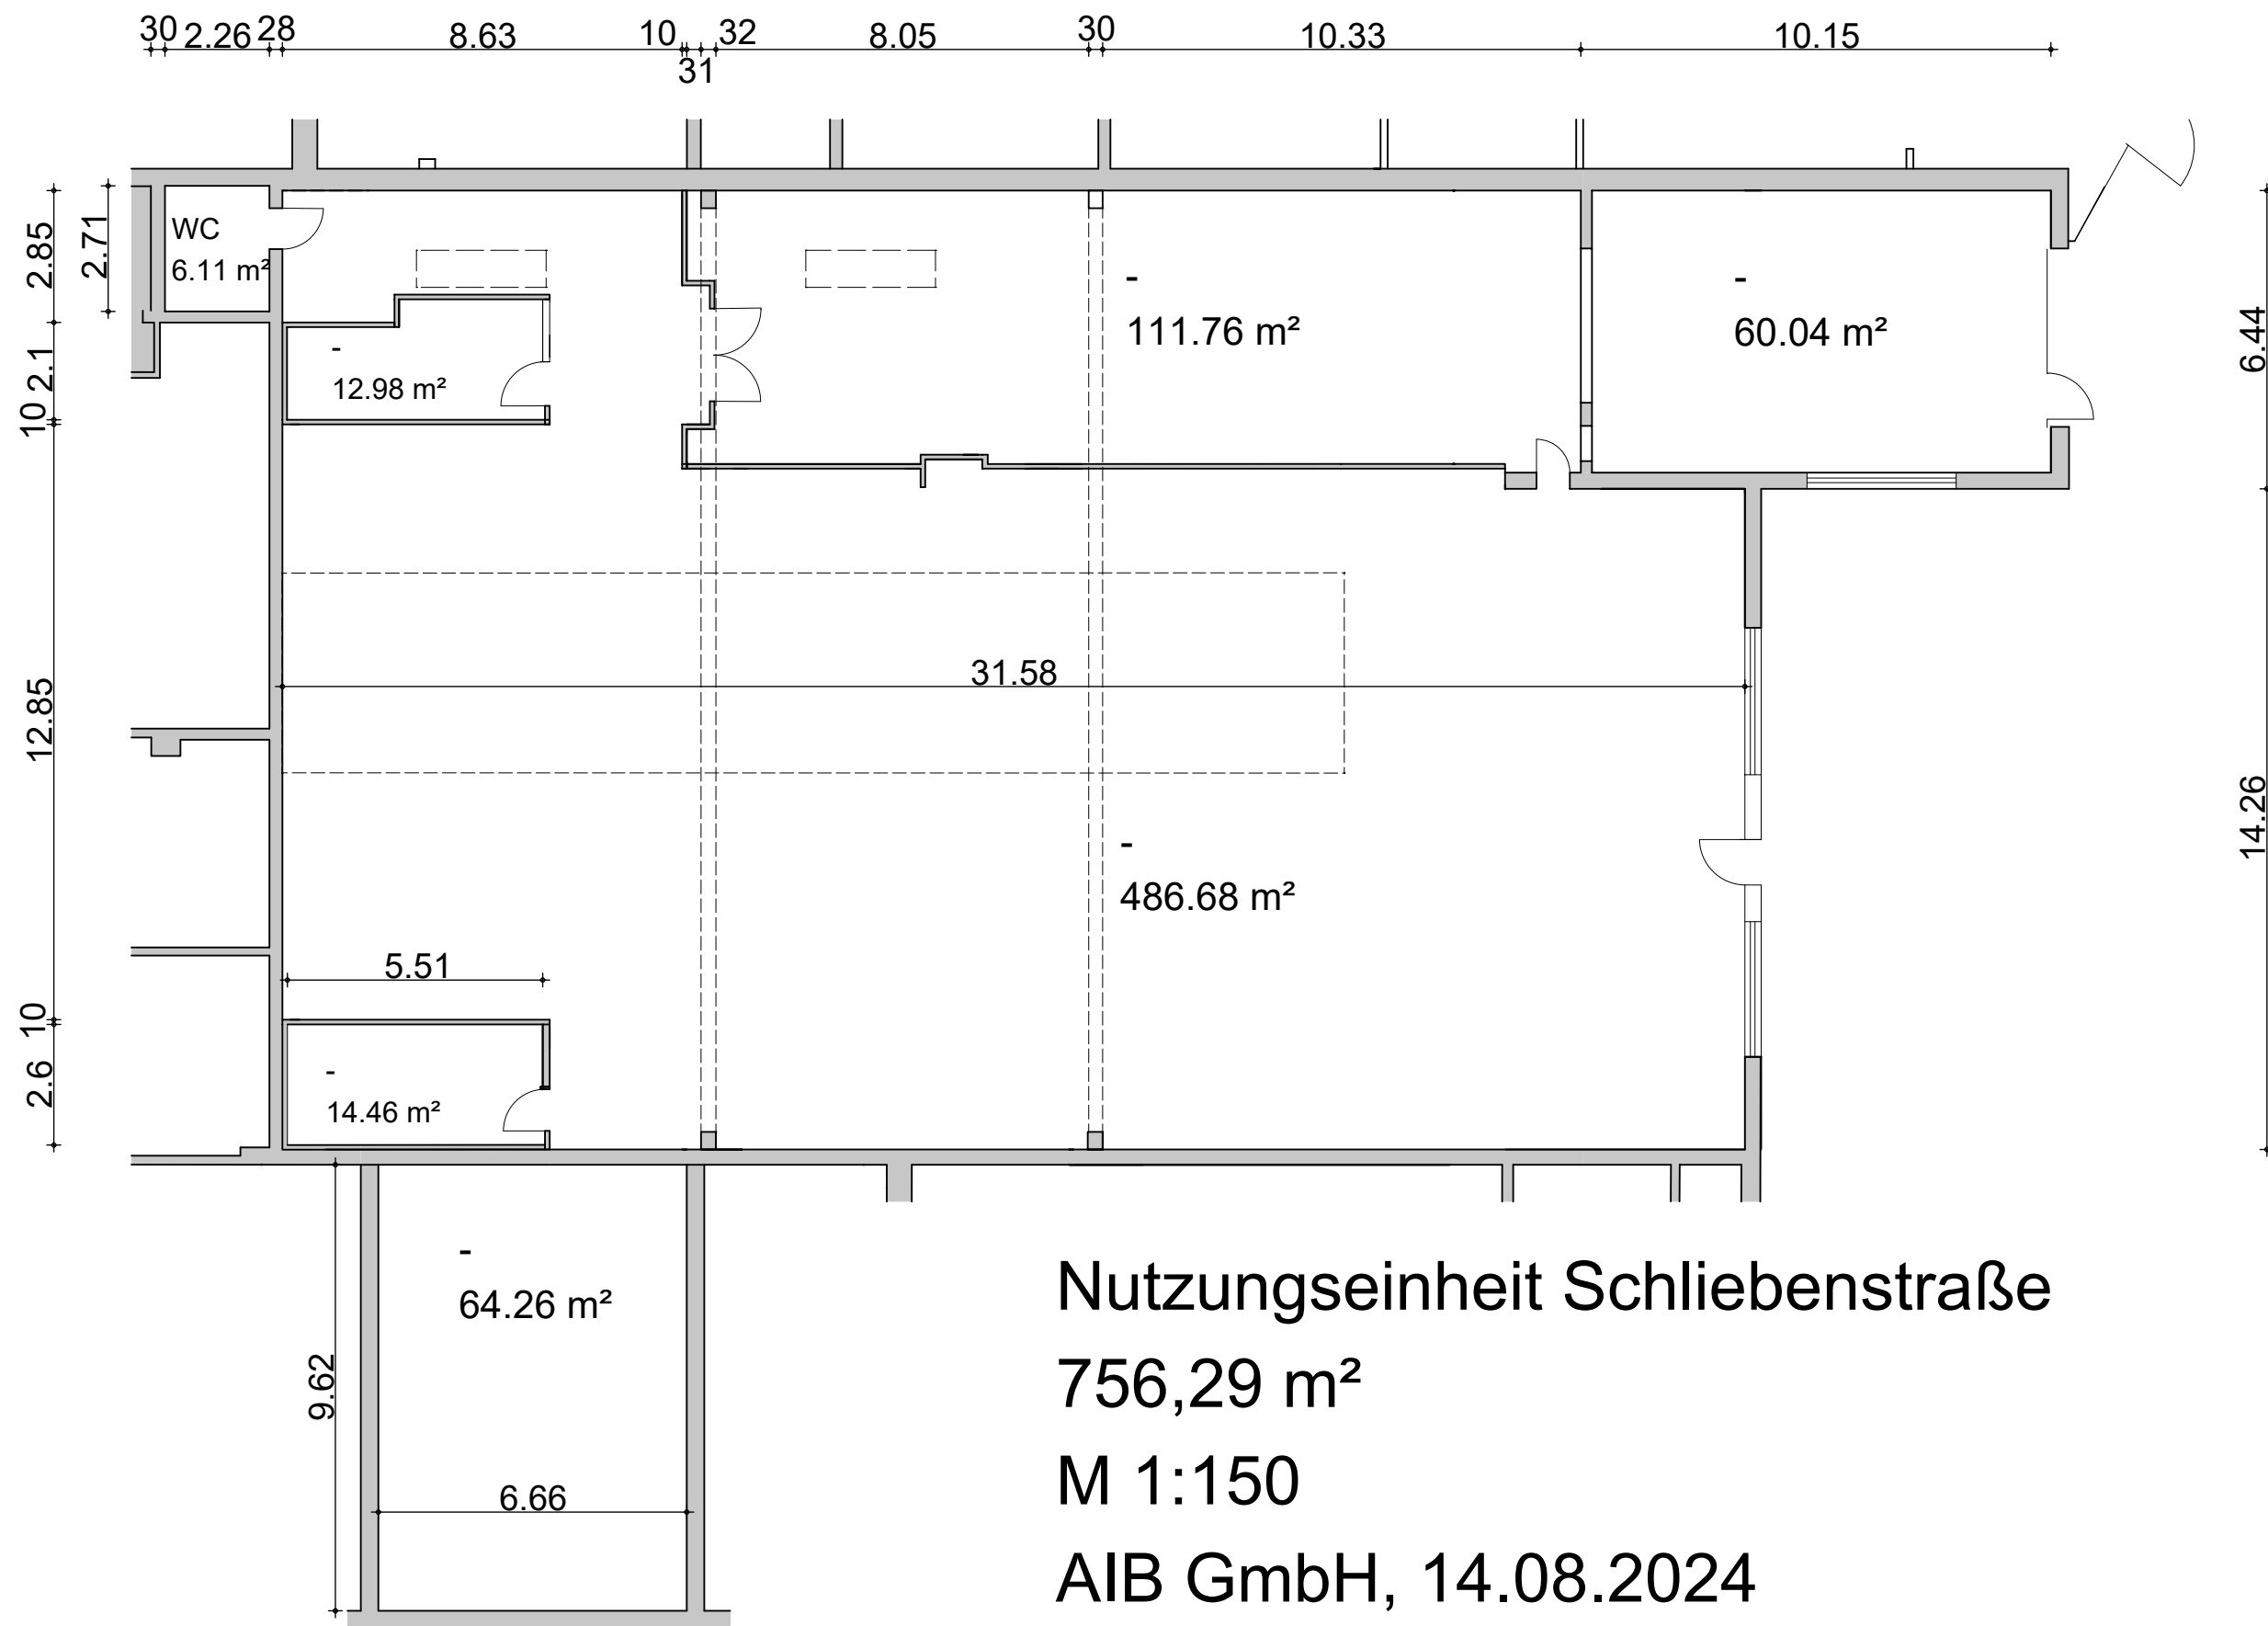 30 2.26 28 8.63 10 32 8.05 30 10.33 10.15
31
WC
6.11 m²
2.85
2.71
2.1
10
12.85
10
2.6
-
12.98 m²
-
111.76 m²
-
60.04 m²
6.44
14.26
31.58
-
486.68 m²
5.51
-
14.46 m²
-
64.26 m²
9.62
6.66
Nutzungseinheit Schliebenstraße
756,29 m²
M 1:150
AIB GmbH, 14.08.2024